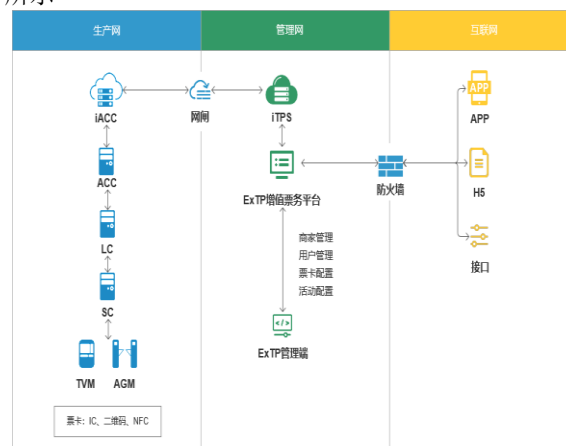 所示
生产网
管理网
互联网
APP
iACC
网闸
iTPS
APP
ACC
ExTP增值票务平台
防火墙
H5
商家管理
用户管理
票卡配置
活动配置
LC
接口
SC
</>
ExTP管理端
TVM
AGM
票卡：IC、二维码、NFC